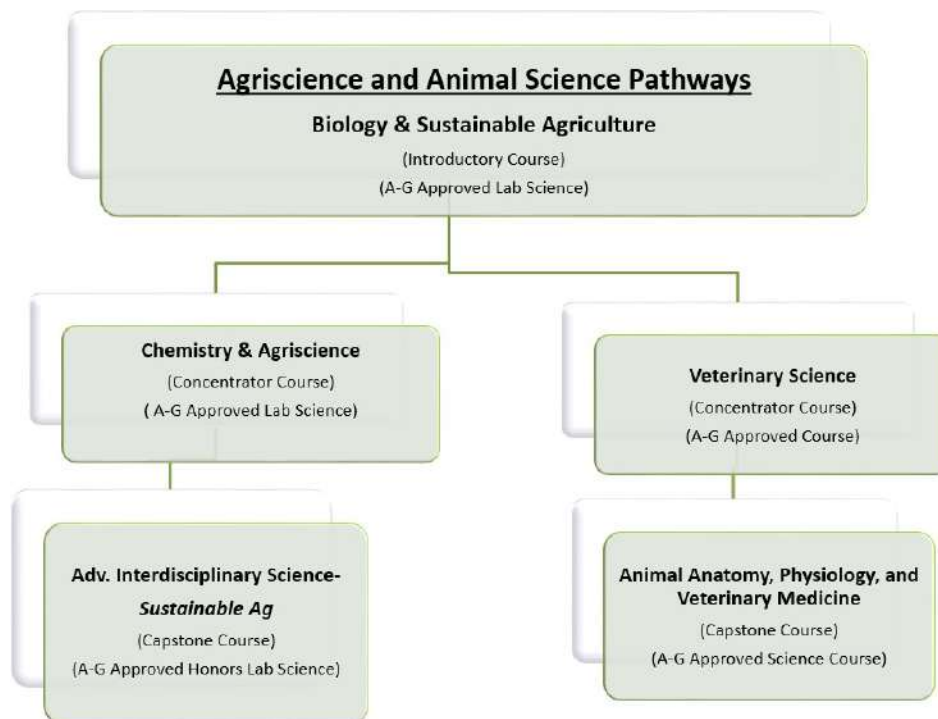 Agriscience and Animal Science Pathways
Biology & Sustainable Agriculture
(Introductory Course)
(A-G Approved Lab Science)
Chemistry & Agriscience
(Concentrator Course)
( A-G Approved Lab Science)
Veterinary Science
(Concentrator Course)
(A-G Approved Course)
Adv. Interdisciplinary Science-
Sustainable Ag
(Capstone Course)
(A-G Approved Honors Lab Science)
Animal Anatomy, Physiology, and
Veterinary Medicine
(Capstone Course)
(A-G Approved Science Course)